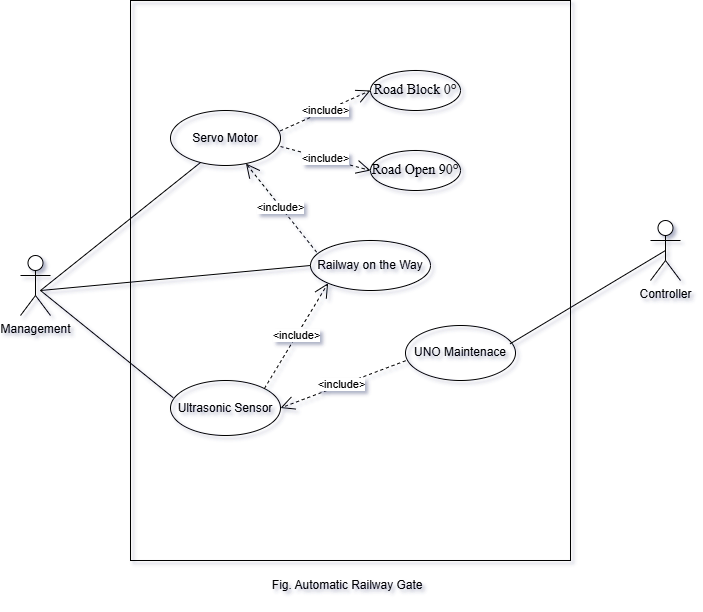 Road Block 0°
<include>
Servo Motor
<include>
Road Open 90°
<include>
Railway on the Way
Management
Controller
<include>
UNO Maintenace
<include>
Ultrasonic Sensor
Fig. Automatic Railway Gate